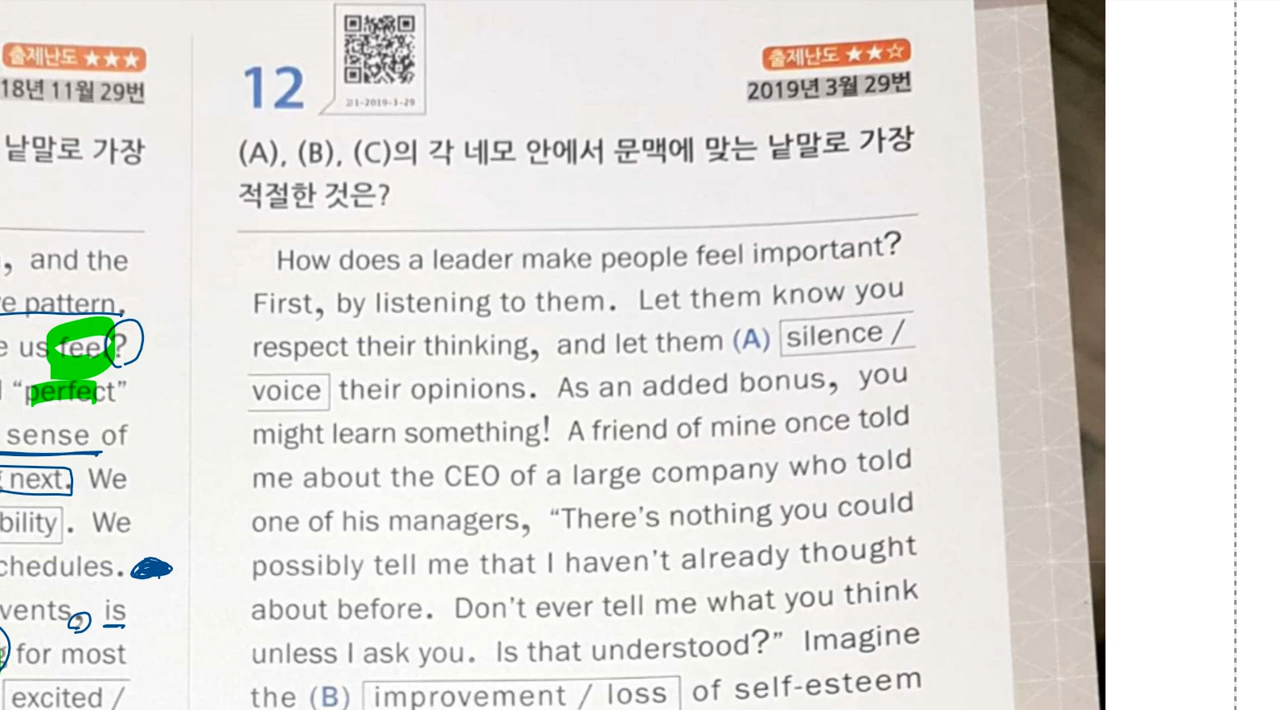 출제난도 ★★★
18년 11월 29번
낱말로 가장
, and the
e pattern,
e us feel?
"perfect"
sense of
next. We
bility. We
chedules.
vents, is
for most
excited /
12
고1-2019-3-29
출제난도 ★★☆
2019년 3월 29번
(A), (B), (C)의 각 네모 안에서 문맥에 맞는 낱말로 가장
적절한 것은?
How does a leader make people feel important?
First, by listening to them. Let them know you
respect their thinking, and let them (A) silence /
voice their opinions. As an added bonus, you
might learn something! A friend of mine once told
me about the CEO of a large company who told
one of his managers, “There's nothing you could
possibly tell me that I haven't already thought
about before. Don't ever tell me what you think
unless I ask you. Is that understood?” Imagine
the (B) improvement / loss of self-esteem